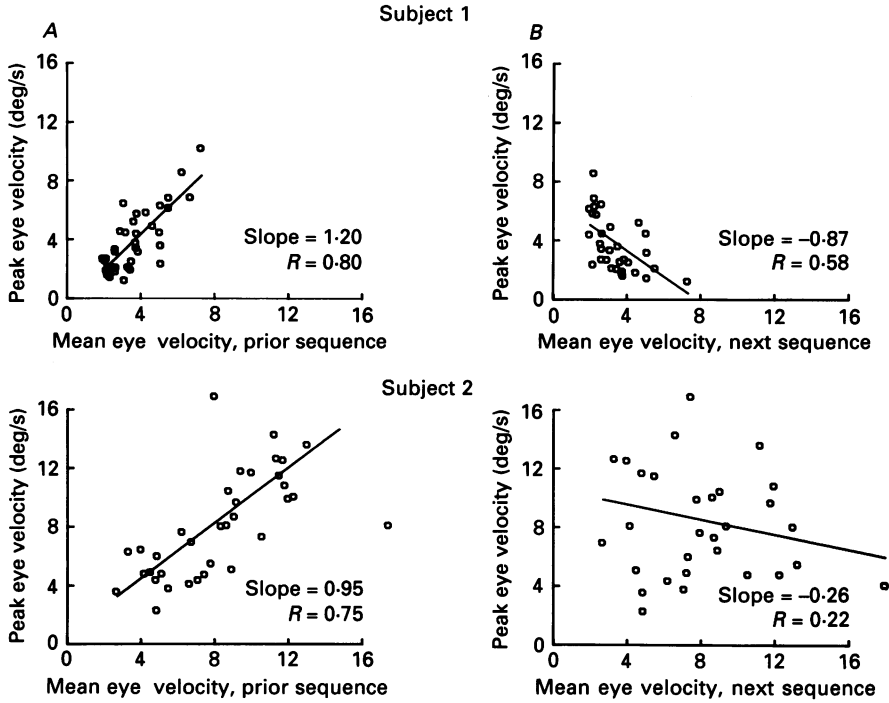 Subject 1
A
Peak eye velocity (deg/s)
16
12
8
4
0
Slope = 1·20
R = 0·80
0 4 8 12 16
Mean eye velocity, prior sequence
B
Peak eye velocity (deg/s)
16
12
8
4
0
Slope = –0·87
R = 0·58
0 4 8 12 16
Mean eye velocity, next sequence
Subject 2
Peak eye velocity (deg/s)
16
12
8
4
0
Slope = 0·95
R = 0·75
0 4 8 12 16
Mean eye velocity, prior sequence
Peak eye velocity (deg/s)
16
12
8
4
0
Slope = –0·26
R = 0·22
0 4 8 12 16
Mean eye velocity, next sequence